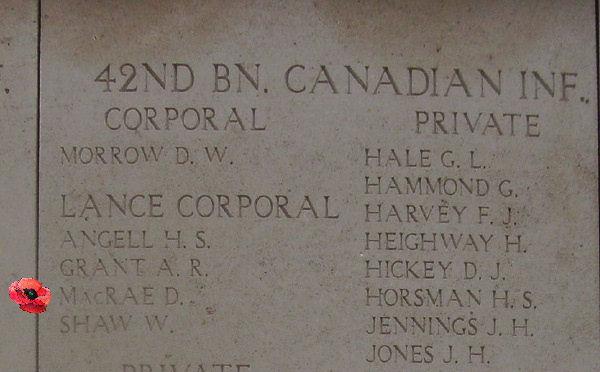 42ND BN. CANADIAN INF.,
CORPORAL
MORROW D. W.
LANCE CORPORAL
ANGELL H. S.
GRANT A. R.
MacRAE D.
SHAW W.
PRIVATE
PRIVATE
HALE G. L.
HAMMOND G.
HARVEY F. J.
HEIGHWAY H.
HICKEY D. J.
HORSMAN H. S.
JENNINGS J. H.
JONES J. H.